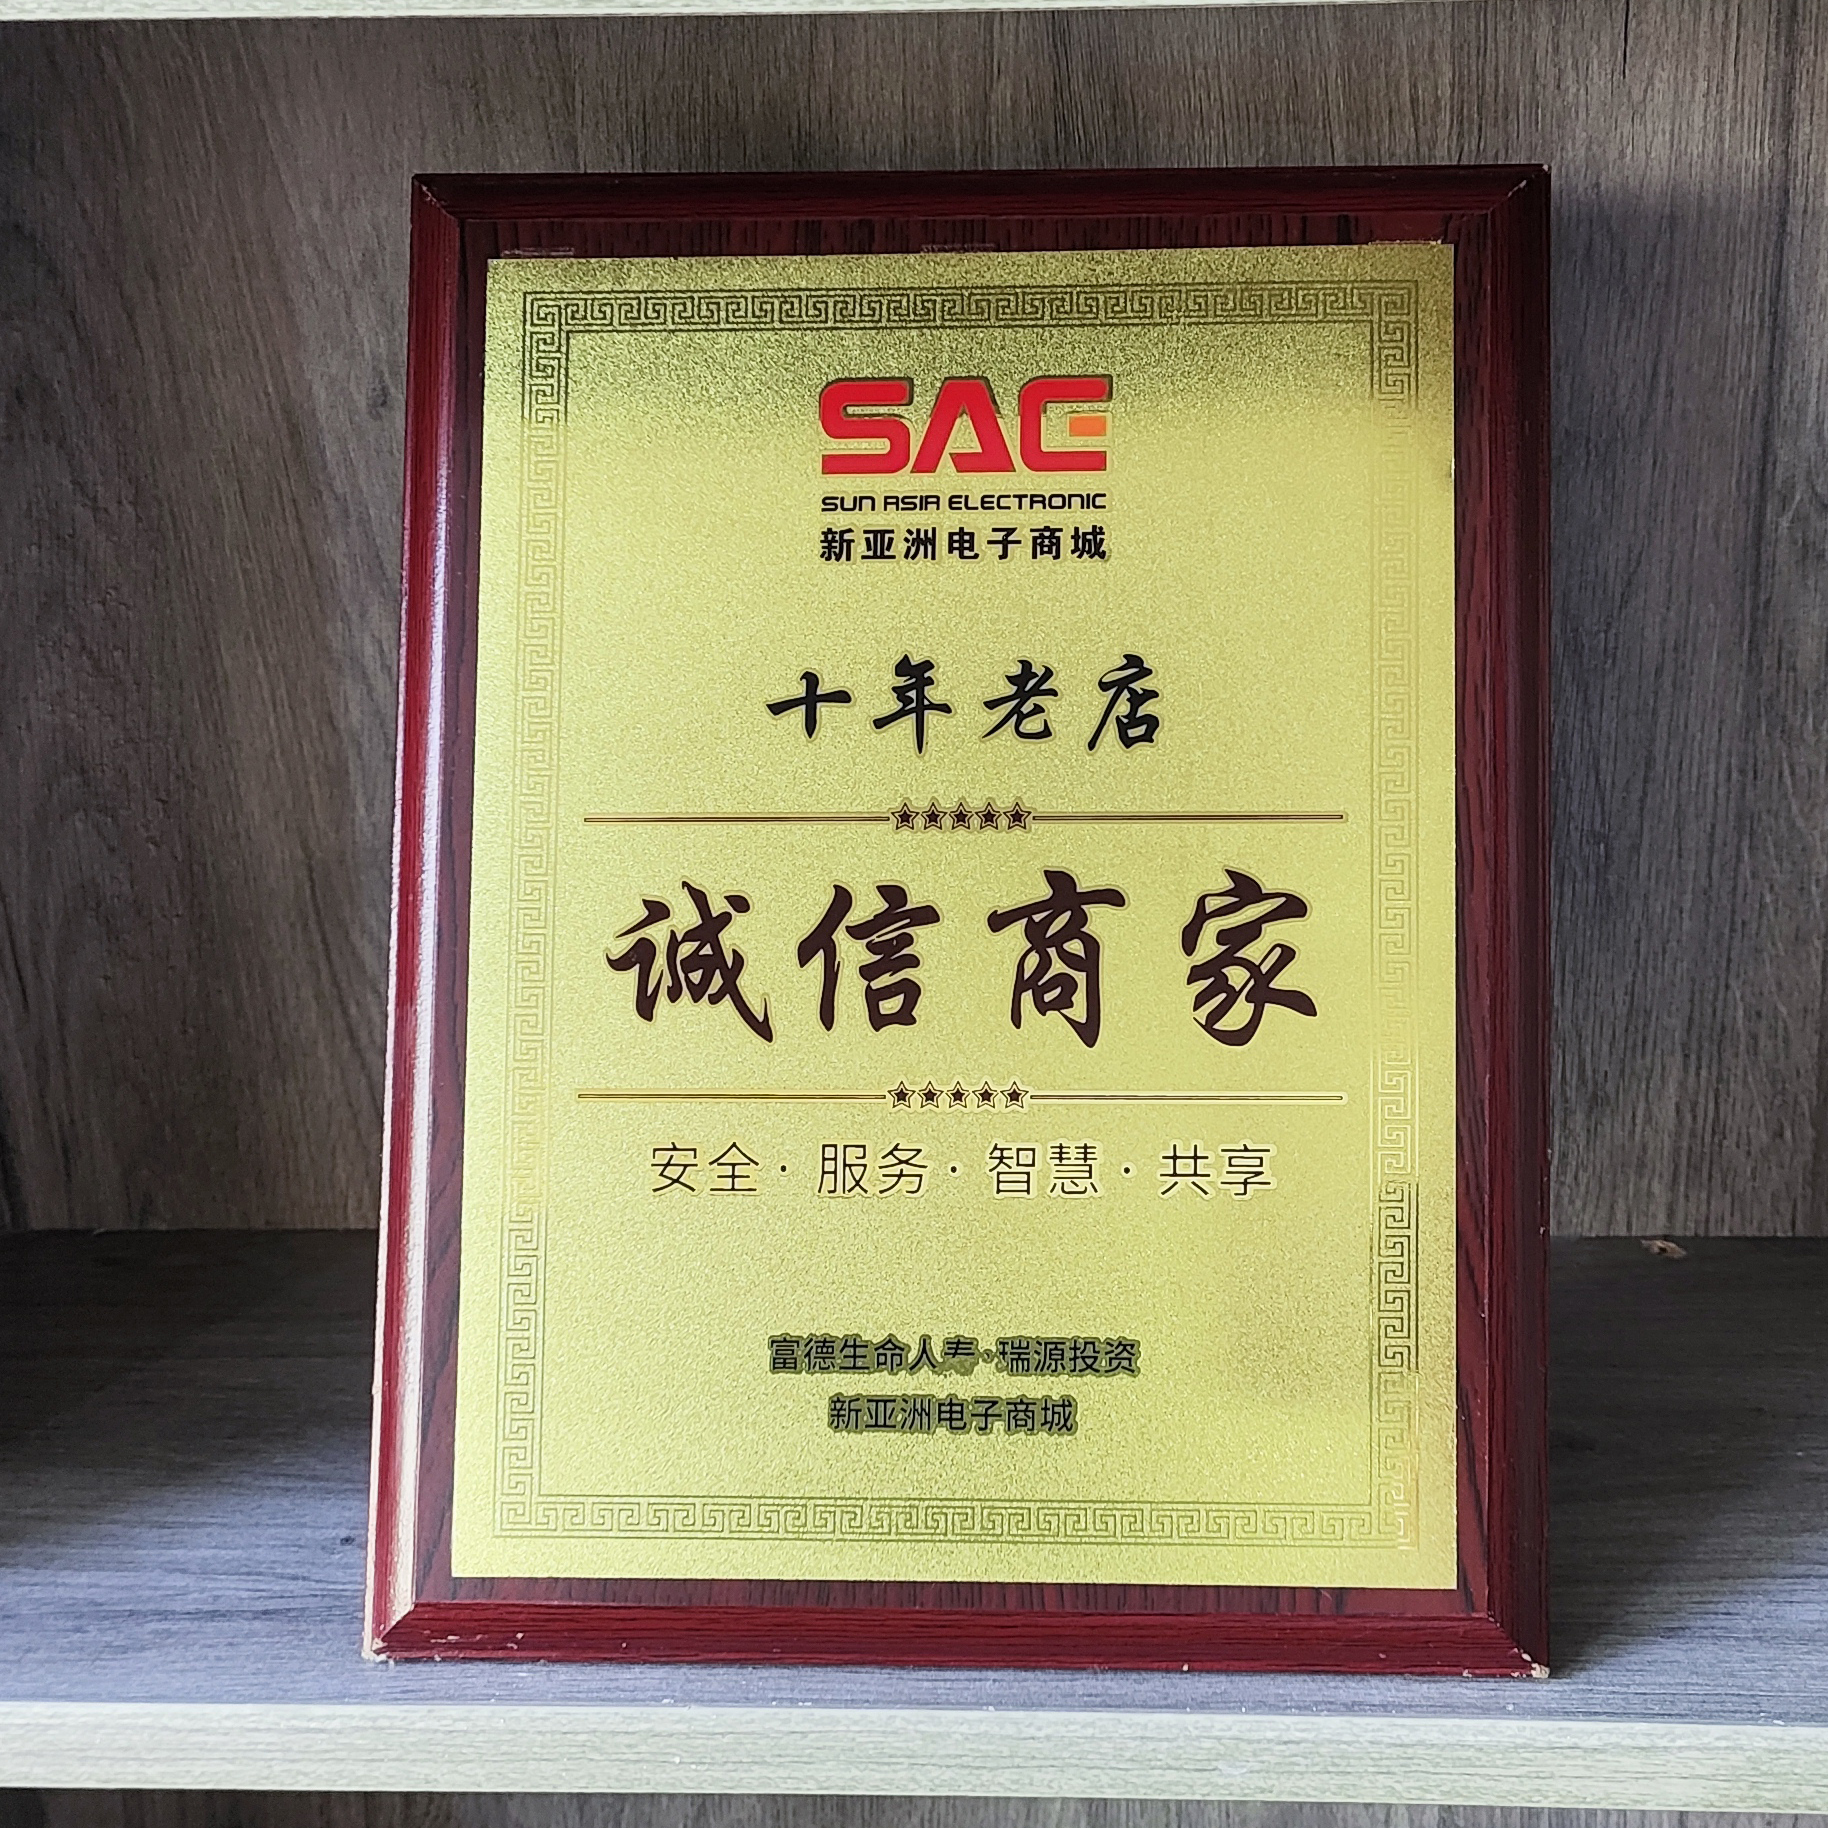 SAE
SUN ASIA ELECTRONIC
新亚洲电子商城
十年老店
诚信商家
安全·服务·智慧·共享
富德生命人寿·瑞源投资
新亚洲电子商城